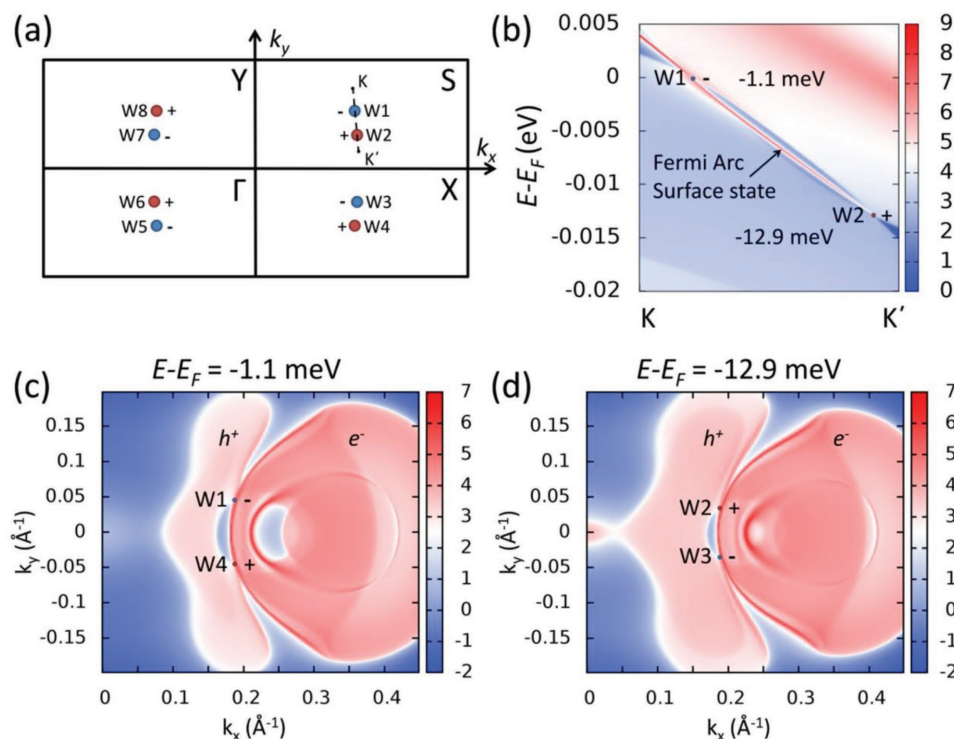 (a)
k_y
Y
S
K
W8 +
- W1
W7 -
+ W2
K'
k_x
Γ
X
W6 +
- W3
W5 -
+ W4
(b)
0.005
0
-0.005
-0.01
-0.015
-0.02
E-E_F (eV)
W1 -
-1.1 meV
Fermi Arc
Surface state
W2 +
-12.9 meV
K
K'
9
8
7
6
5
4
3
2
1
0
(c)
E-E_F = -1.1 meV
k_y (Å⁻¹)
0.15
0.1
0.05
0
-0.05
-0.1
-0.15
h⁺
e⁻
W1 -
W4 +
0 0.1 0.2 0.3 0.4
k_x (Å⁻¹)
7
6
5
4
3
2
1
0
-1
-2
(d)
E-E_F = -12.9 meV
k_y (Å⁻¹)
0.15
0.1
0.05
0
-0.05
-0.1
-0.15
h⁺
e⁻
W2 +
W3 -
0 0.1 0.2 0.3 0.4
k_x (Å⁻¹)
7
6
5
4
3
2
1
0
-1
-2